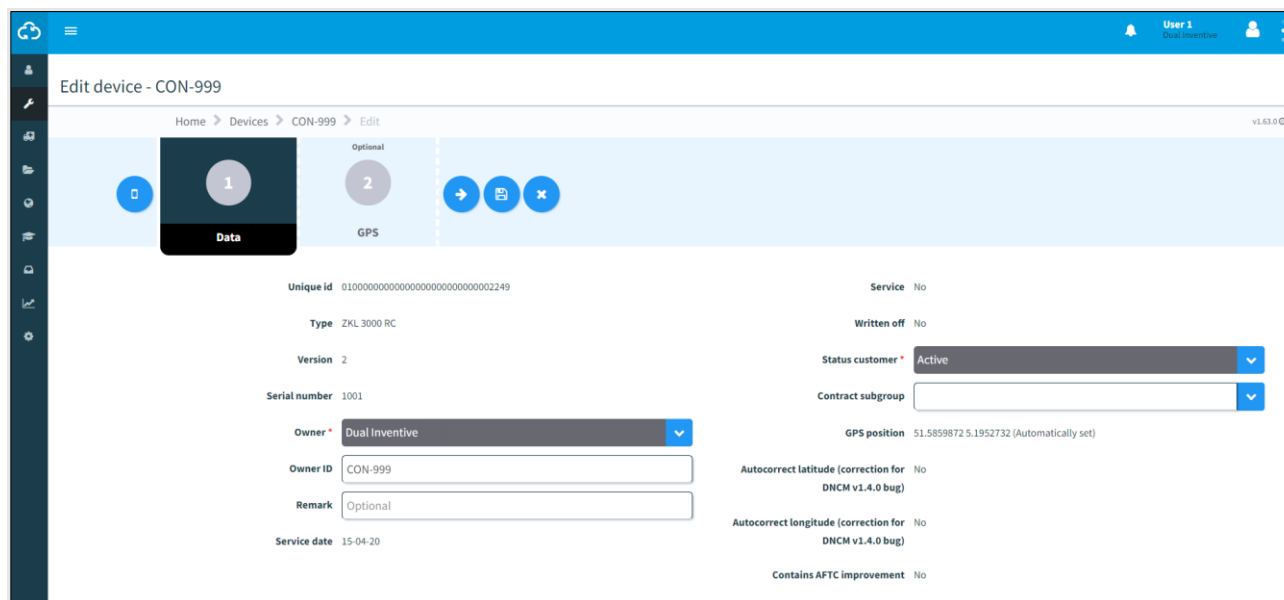 User 1
Dual Inventive
Edit device - CON-999
Home Devices CON-999 Edit
v1.63.0
Optional
1
2
Data
GPS
Service No
Type ZKL 3000 RC
Written off No
Version 2
Status customer * Active
Serial number 1001
Contract subgroup
Owner * Dual Inventive
GPS position 51.5859872 5.1952732 (Automatically set)
Owner ID CON-999
Autocorrect latitude (correction for No
DNCM v1.4.0 bug)
Remark Optional
Autocorrect longitude (correction for No
DNCM v1.4.0 bug)
Service date 15-04-20
Contains AFTC improvement No
Unique id